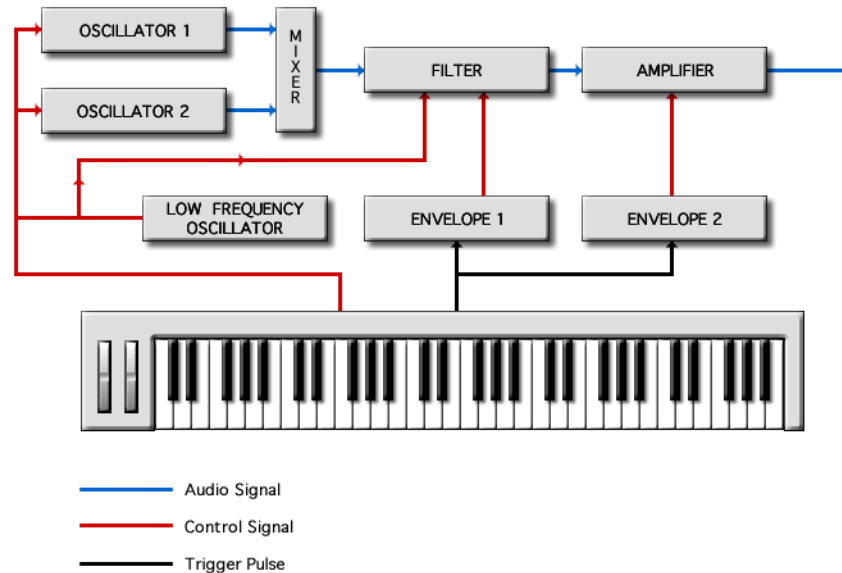 OSCILLATOR 1
OSCILLATOR 2
MIXER
FILTER
AMPLIFIER
LOW FREQUENCY
OSCILLATOR
ENVELOPE 1
ENVELOPE 2
Audio Signal
Control Signal
Trigger Pulse